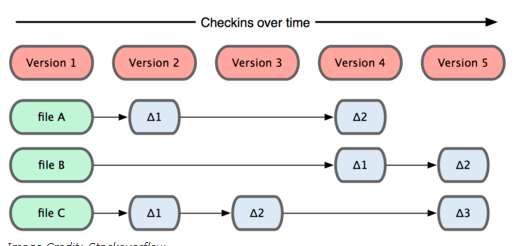 Checkins over time
Version 1 Version 2 Version 3 Version 4 Version 5
file A Δ1 Δ2
file B Δ1 Δ2
file C Δ1 Δ2 Δ3
Image Credit: Stackoverflow